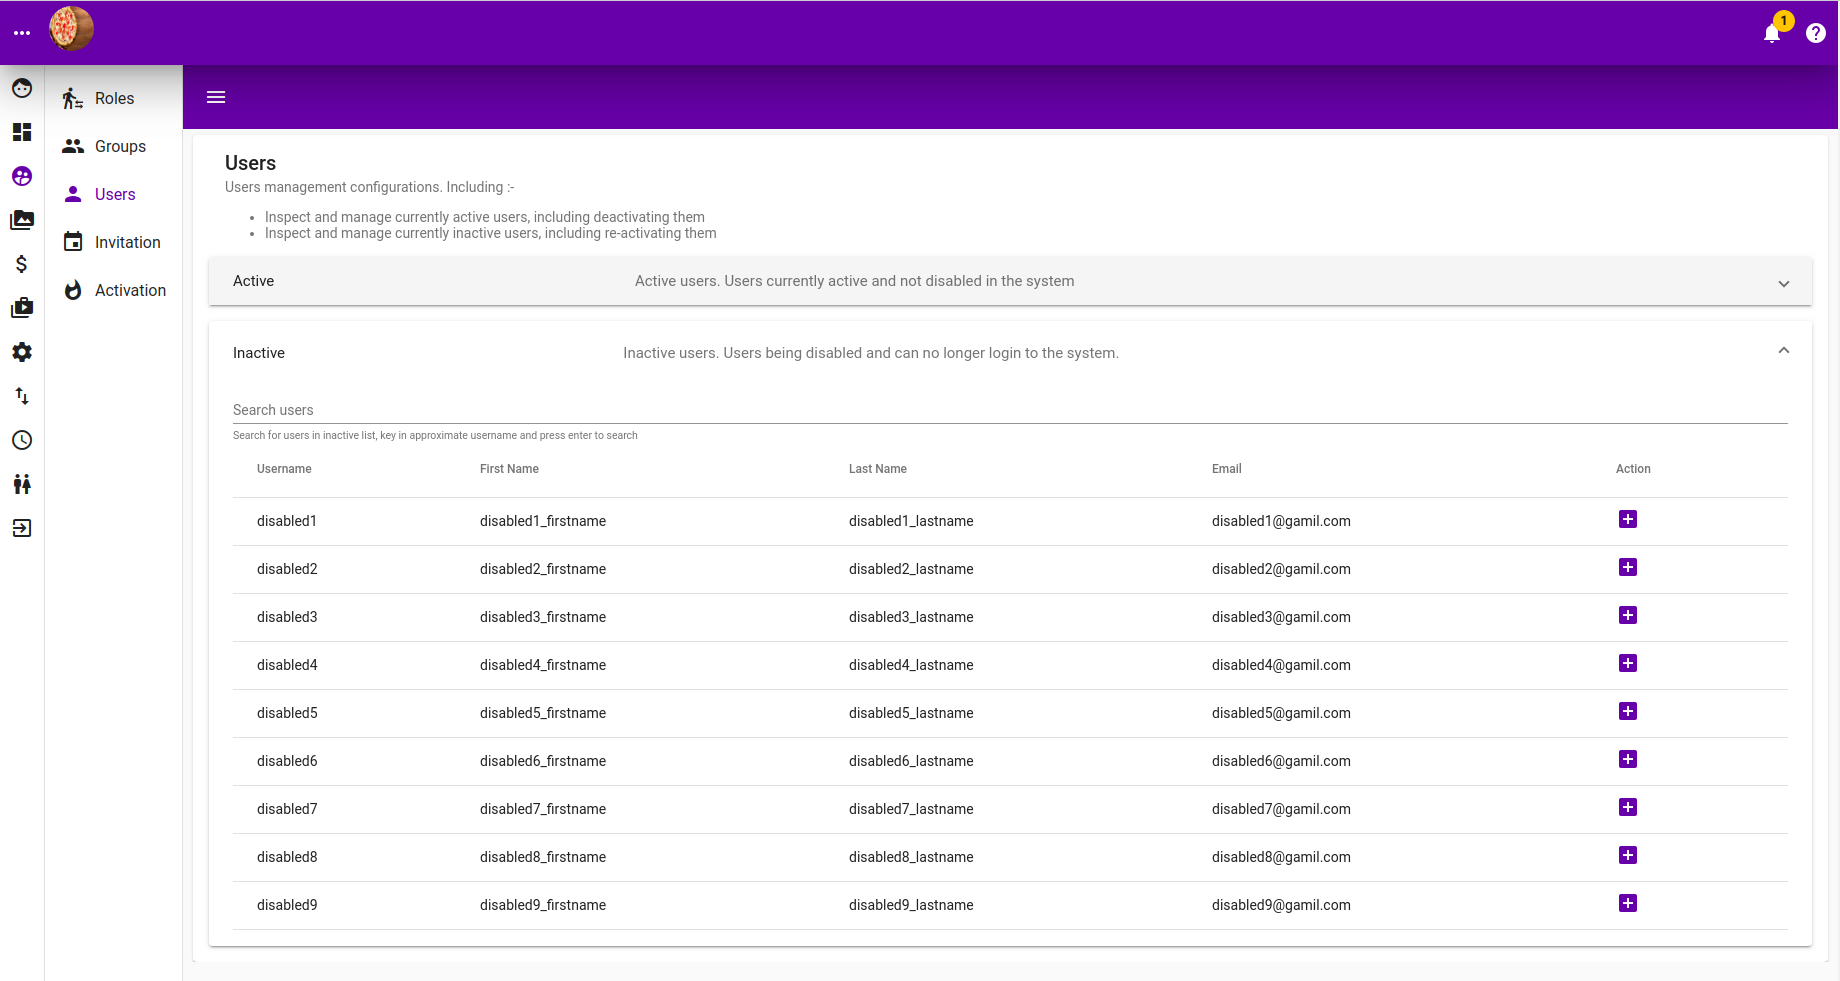 1
Roles
Groups
Users
Invitation
Activation
Users
Users management configurations. Including :-
Inspect and manage currently active users, including deactivating them
Inspect and manage currently inactive users, including re-activating them
Active Active users. Users currently active and not disabled in the system
Inactive Inactive users. Users being disabled and can no longer login to the system.
Search users
Search for users in inactive list, key in approximate username and press enter to search
Username First Name Last Name Email Action
disabled1 disabled1_firstname disabled1_lastname disabled1@gamil.com
disabled2 disabled2_firstname disabled2_lastname disabled2@gamil.com
disabled3 disabled3_firstname disabled3_lastname disabled3@gamil.com
disabled4 disabled4_firstname disabled4_lastname disabled4@gamil.com
disabled5 disabled5_firstname disabled5_lastname disabled5@gamil.com
disabled6 disabled6_firstname disabled6_lastname disabled6@gamil.com
disabled7 disabled7_firstname disabled7_lastname disabled7@gamil.com
disabled8 disabled8_firstname disabled8_lastname disabled8@gamil.com
disabled9 disabled9_firstname disabled9_lastname disabled9@gamil.com